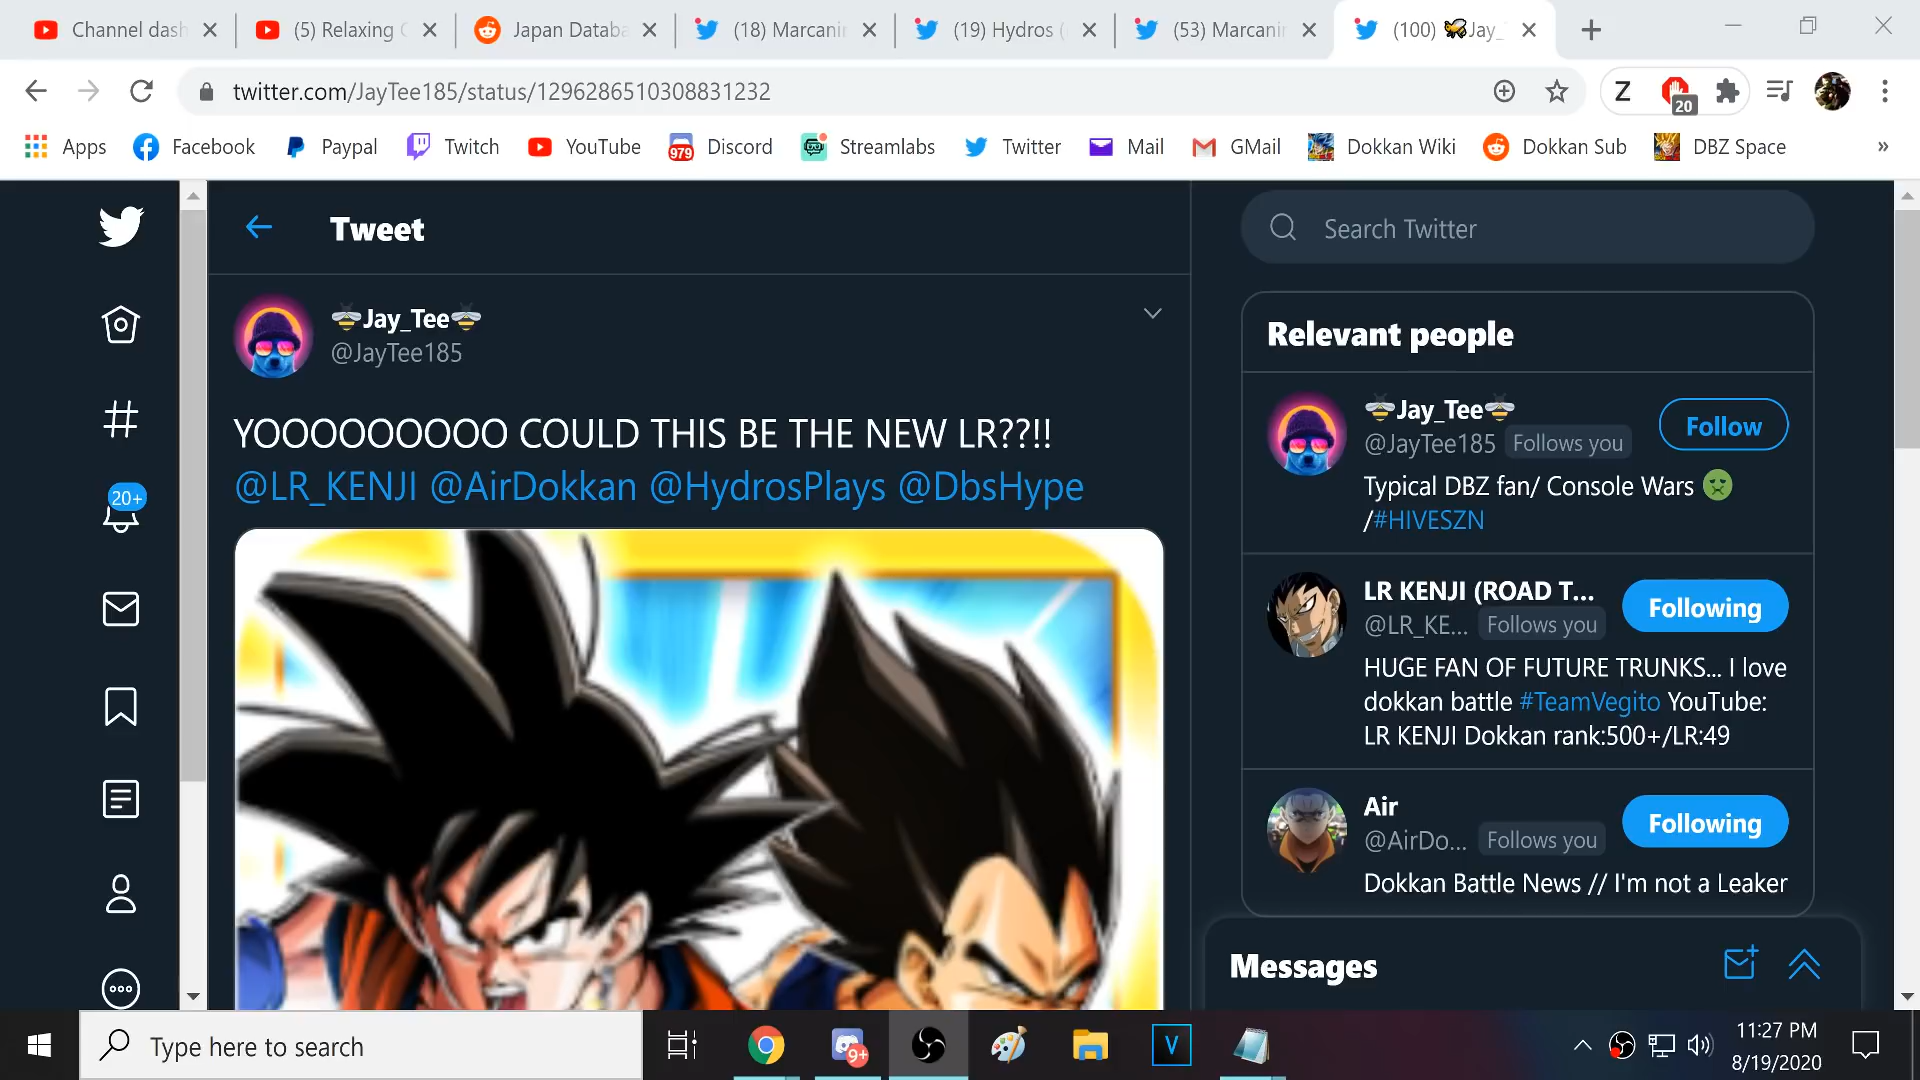 Channel dash
(5) Relaxing
Japan Databa
(18) Marcanin
(19) Hydros
(53) Marcanin
(100) 🐝Jay_
twitter.com/JayTee185/status/1296286510308831232
Z
20
Apps
Facebook
Paypal
Twitch
YouTube
979
Discord
Streamlabs
Twitter
Mail
GMail
Dokkan Wiki
Dokkan Sub
DBZ Space
»
Tweet
Search Twitter
🐝Jay_Tee🐝
@JayTee185
YOOOOOOOOO COULD THIS BE THE NEW LR??!!
@LR_KENJI @AirDokkan @HydrosPlays @DbsHype
20+
Relevant people
🐝Jay_Tee🐝
@JayTee185 Follows you
Follow
Typical DBZ fan/ Console Wars 🤢
/#HIVESZN
LR KENJI (ROAD T...
@LR_KE... Follows you
Following
HUGE FAN OF FUTURE TRUNKS... I love
dokkan battle #TeamVegito YouTube:
LR KENJI Dokkan rank:500+/LR:49
Air
@AirDo... Follows you
Following
Dokkan Battle News // I'm not a Leaker
Messages
Type here to search
9+
V
11:27 PM
8/19/2020